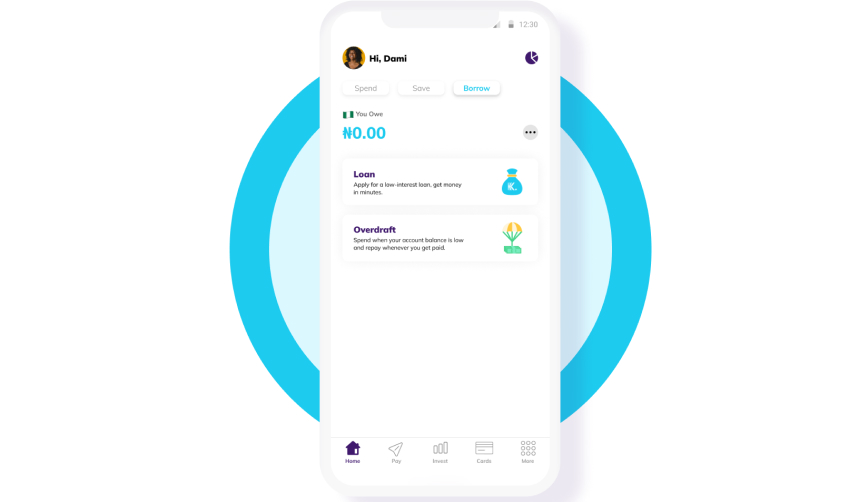 12:30
Hi, Dami
Spend Save Borrow
You Owe
₦0.00
Loan
Apply for a low-interest loan, get money
in minutes.
K.
Overdraft
Spend when your account balance is low
and repay whenever you get paid.
Home Pay Invest Cards More